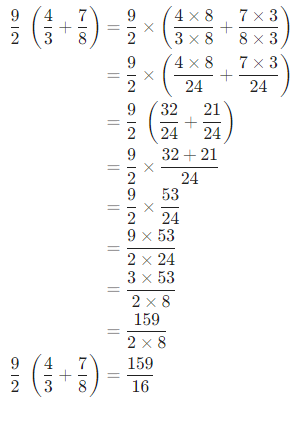 9/2 (4/3 + 7/8) = 9/2 × ((4 × 8)/(3 × 8) + (7 × 3)/(8 × 3))
= 9/2 × ((4 × 8)/24 + (7 × 3)/24)
= 9/2 (32/24 + 21/24)
= 9/2 × (32 + 21)/24
= 9/2 × 53/24
= (9 × 53)/(2 × 24)
= (3 × 53)/(2 × 8)
= 159/(2 × 8)
9/2 (4/3 + 7/8) = 159/16